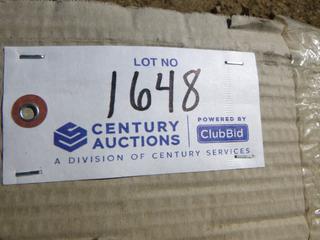 LOT NO
1648
CENTURY
AUCTIONS
POWERED BY
ClubBid
A DIVISION OF CENTURY SERVICES